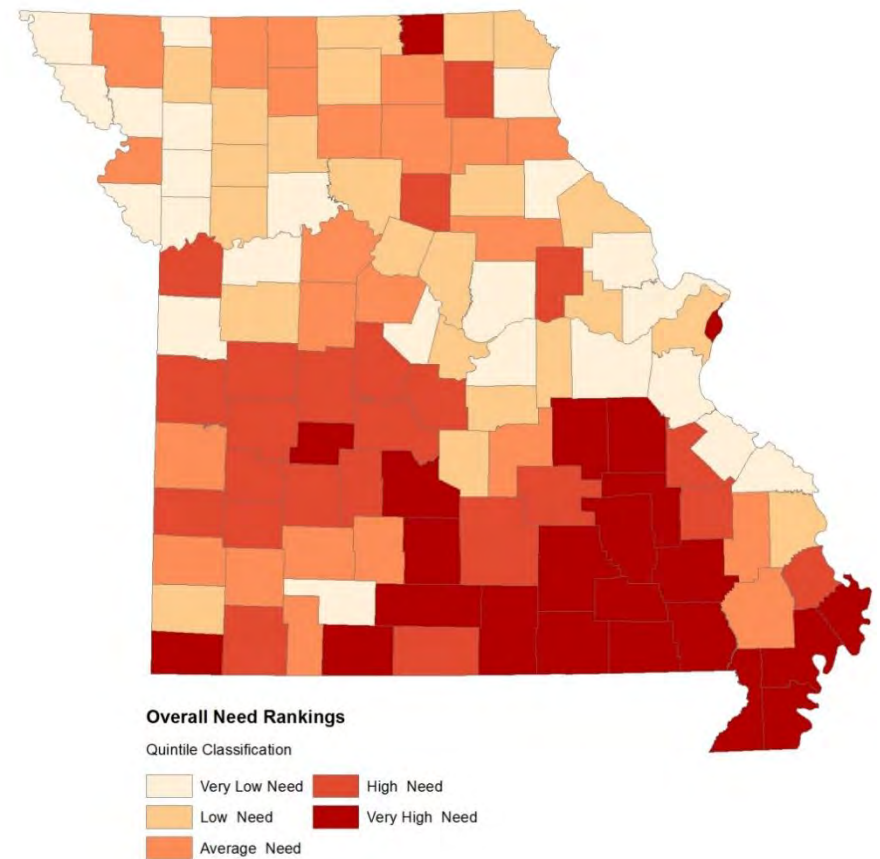 Overall Need Rankings
Quintile Classification
Very Low Need
High Need
Low Need
Very High Need
Average Need